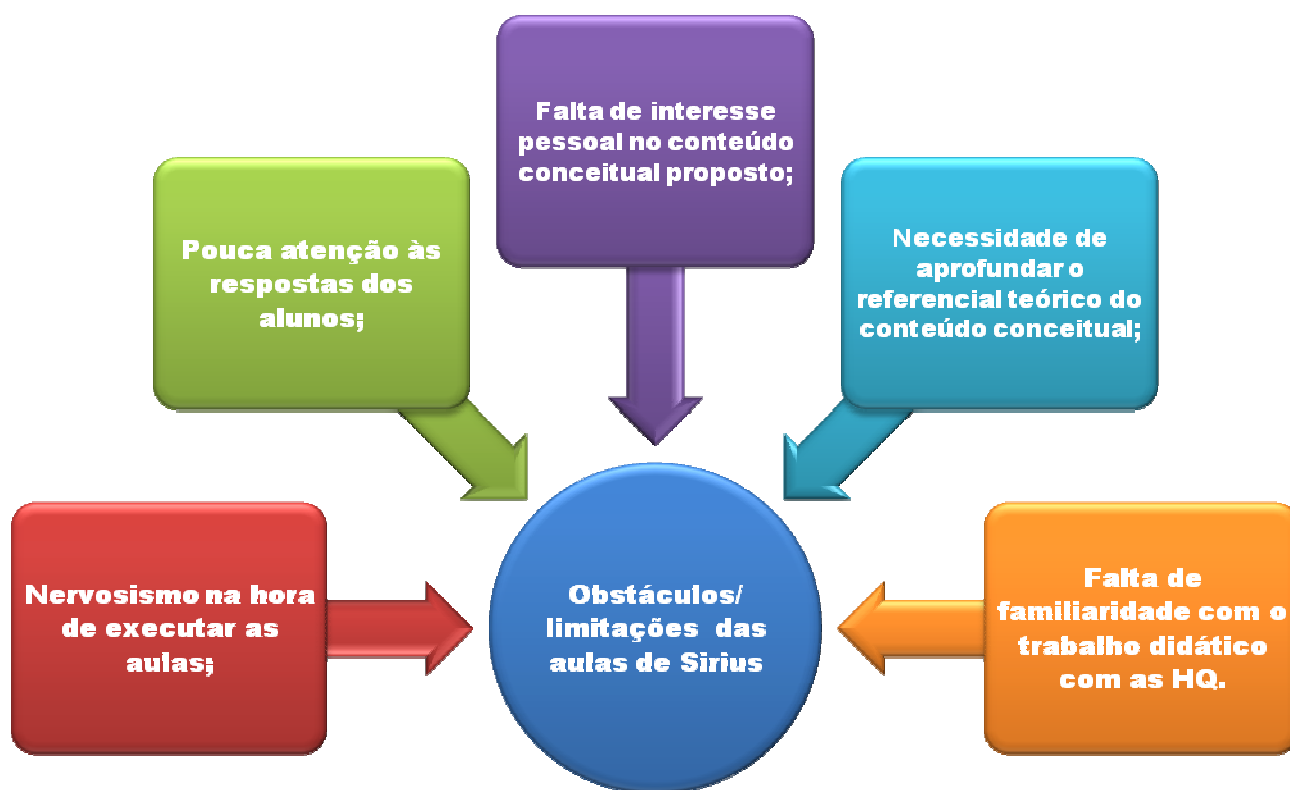 Falta de interesse
pessoal no conteúdo
conceitual proposto;
Pouca atenção às
respostas dos
alunos;
Necessidade de
aprofundar o
referencial teórico do
conteúdo conceitual;
Nervosismo na hora
de executar as
aulas;
Obstáculos/
limitações das
aulas de Sirius
Falta de
familiaridade com o
trabalho didático
com as HQ.